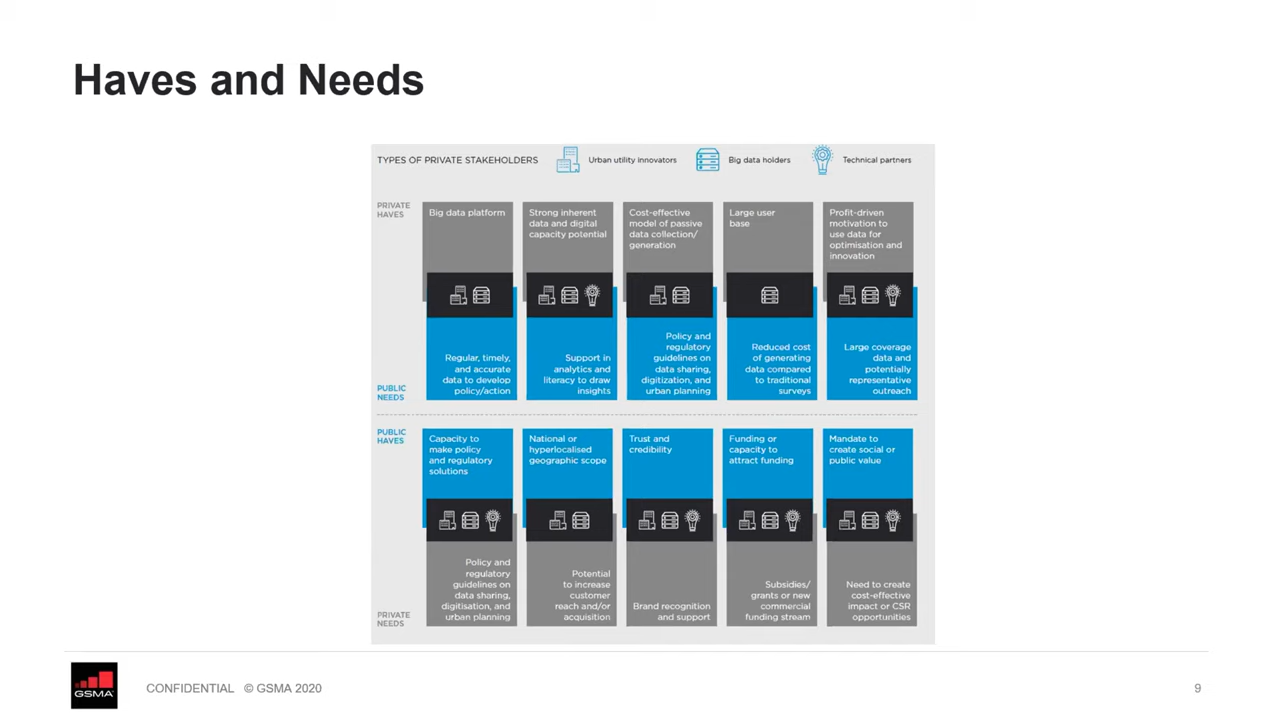 Haves and Needs
TYPES OF PRIVATE STAKEHOLDERS
Urban utility innovators
Big data holders
Technical partners
PRIVATE
HAVES
Big data platform
Strong inherent
data and digital
capacity potential
Cost-effective
model of passive
data collection/
generation
Large user
base
Profit-driven
motivation to
use data for
optimisation and
innovation
Regular, timely,
and accurate
data to develop
policy/action
Support in
analytics and
literacy to draw
insights
Policy and
regulatory
guidelines on
data sharing,
digitization, and
urban planning
Reduced cost
of generating
data compared
to traditional
surveys
Large coverage
data and
potentially
representative
outreach
PUBLIC
NEEDS
PUBLIC
HAVES
Capacity to
make policy
and regulatory
solutions
National or
hyperlocalised
geographic scope
Trust and
credibility
Funding or
capacity to
attract funding
Mandate to
create social or
public value
Policy and
regulatory
guidelines on
data sharing,
digitisation, and
urban planning
Potential
to increase
customer
reach and/or
acquisition
Brand recognition
and support
Subsidies/
grants or new
commercial
funding stream
Need to create
cost-effective
impact or CSR
opportunities
PRIVATE
NEEDS
GSMA
CONFIDENTIAL © GSMA 2020
9